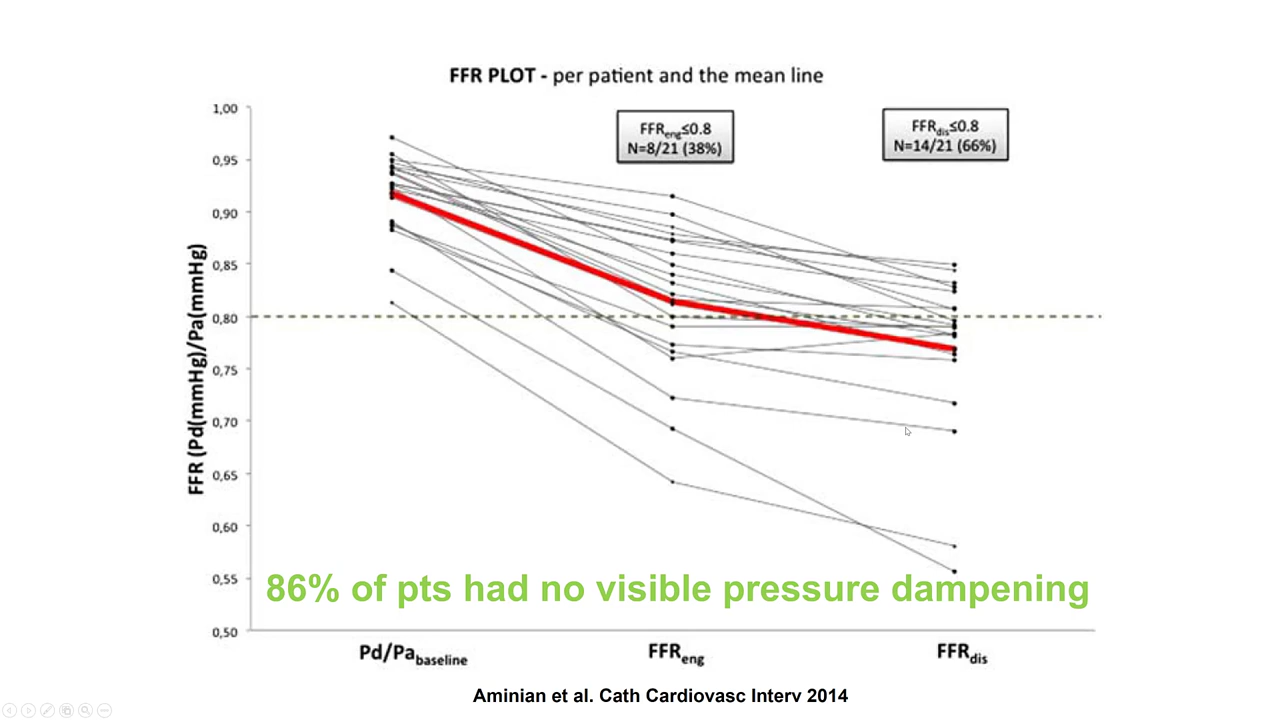 FFR PLOT - per patient and the mean line
1,00
0,95
0,90
0,85
0,80
0,75
0,70
0,65
0,60
0,55
0,50
FFR (Pd(mmHg)/Pa(mmHg)
FFReng≤0.8
N=8/21 (38%)
FFRdis≤0.8
N=14/21 (66%)
86% of pts had no visible pressure dampening
Pd/Pabaseline
FFReng
FFRdis
Aminian et al. Cath Cardiovasc Interv 2014